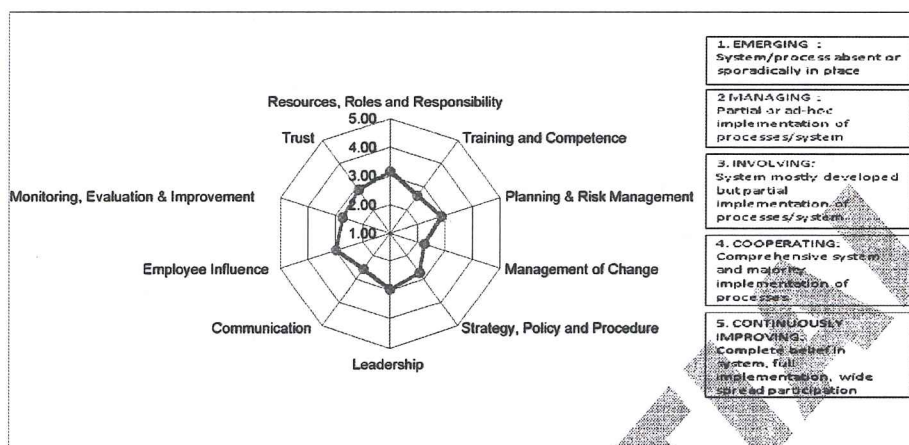 Resources, Roles and Responsibility
5.00
4.00
3.00
2.00
1.00
Training and Competence
Planning & Risk Management
Management of Change
Strategy, Policy and Procedure
Leadership
Communication
Employee Influence
Monitoring, Evaluation & Improvement
Trust
1. EMERGING :
System/process absent or
sporadically in place
2 MANAGING :
Partial or ad-hoc
implementation of
processes/system
3. INVOLVING:
System mostly developed
but partial
implementation of
processes/system
4. COOPERATING:
Comprehensive system
and majority
implementation of
processes
5. CONTINUOUSLY
IMPROVING:
Complete belief in
system, full
implementation, wide
spread participation